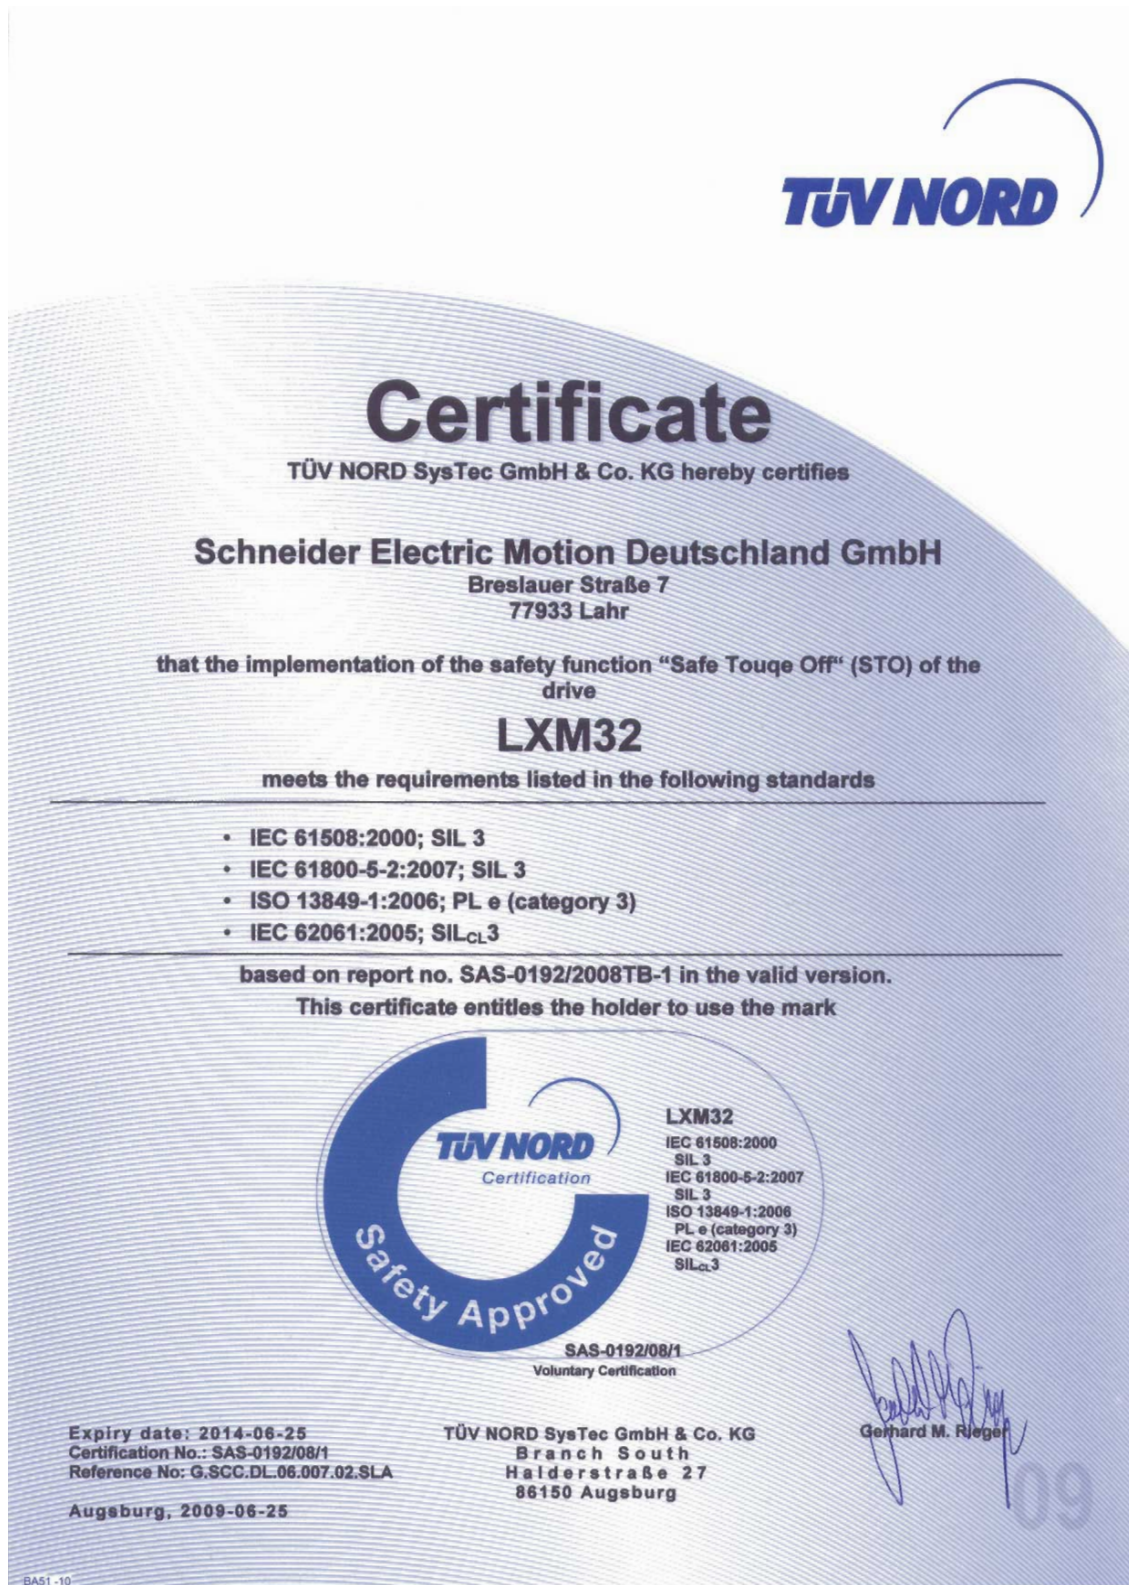 TÜV NORD
Certificate
TÜV NORD SysTec GmbH & Co. KG hereby certifies
Schneider Electric Motion Deutschland GmbH
Breslauer Straße 7
77933 Lahr
that the implementation of the safety function “Safe Touqe Off“ (STO) of the
drive
LXM32
meets the requirements listed in the following standards
• IEC 61508:2000; SIL 3
• IEC 61800-5-2:2007; SIL 3
• ISO 13849-1:2006; PL e (category 3)
• IEC 62061:2005; SILCL3
based on report no. SAS-0192/2008TB-1 in the valid version.
This certificate entitles the holder to use the mark
TÜV NORD
Certification
Safety Approved
LXM32
IEC 61508:2000
SIL 3
IEC 61800-5-2:2007
SIL 3
ISO 13849-1:2006
PL e (category 3)
IEC 62061:2005
SILCL3
SAS-0192/08/1
Voluntary Certification
Expiry date: 2014-06-25
Certification No.: SAS-0192/08/1
Reference No: G.SCC.DL.06.007.02.SLA
Augsburg, 2009-06-25
TÜV NORD SysTec GmbH & Co. KG
Branch South
Halderstraße 27
86150 Augsburg
Gerhard M. Rieger
09
BA51 -10